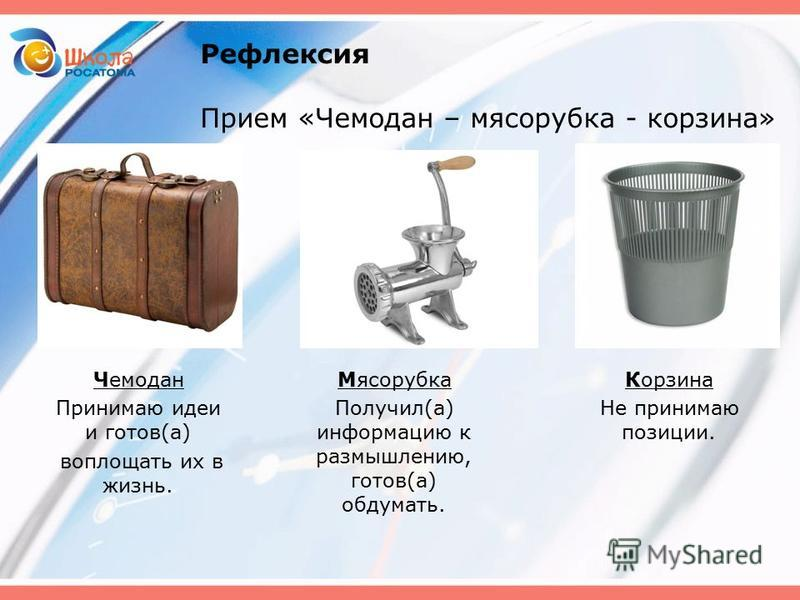 Школа
РОСАТОМА
Рефлексия
Прием «Чемодан – мясорубка - корзина»
Чемодан
Принимаю идеи
и готов(а)
воплощать их в
жизнь.
Мясорубка
Получил(а)
информацию к
размышлению,
готов(а)
обдумать.
Корзина
Не принимаю
позиции.
MyShared